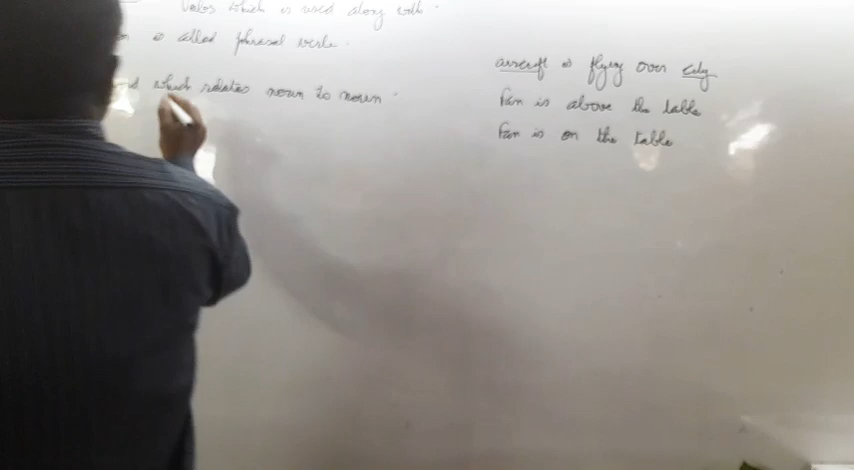 Verbs which is used along with
is called phrasal verb.
which relates noun to noun.
aircraft is flying over city
Fan is above the table
Fan is on the table